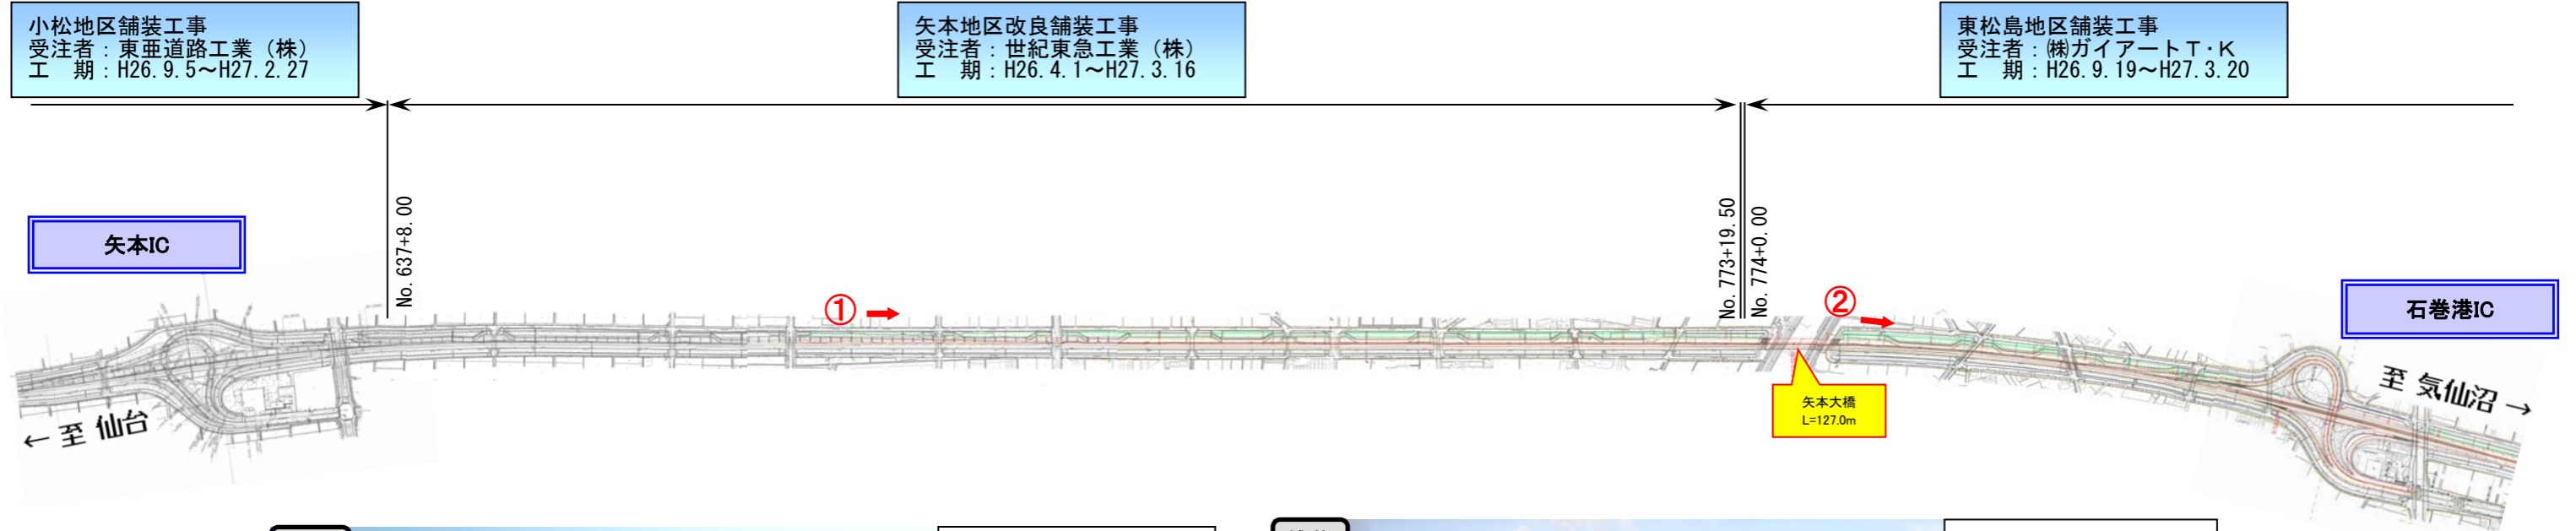 小松地区舗装工事
受注者：東亜道路工業（株）
工　期：H26.9.5～H27.2.27
矢本地区改良舗装工事
受注者：世紀東急工業（株）
工　期：H26.4.1～H27.3.16
東松島地区舗装工事
受注者：㈱ガイアートT・K
工　期：H26.9.19～H27.3.20
矢本IC
No.637+8.00
No.773+19.50
No.774+0.00
石巻港IC
①
②
矢本大橋
L=127.0m
←至 仙台
至 気仙沼→